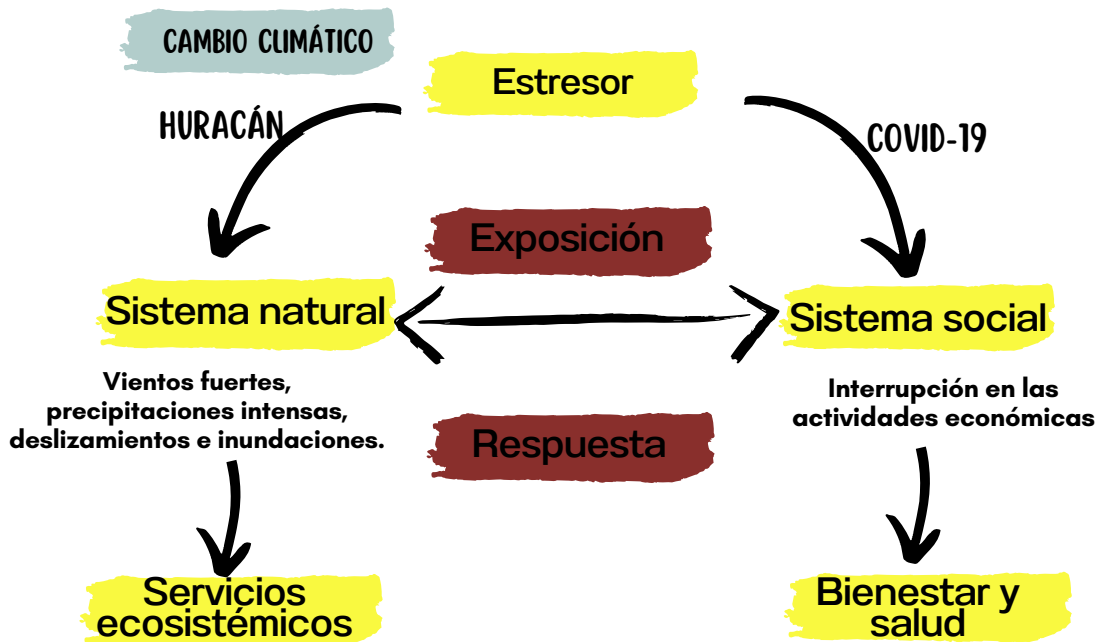 CAMBIO CLIMÁTICO
Estresor
HURACÁN
COVID-19
Exposición
Sistema natural
Sistema social
Vientos fuertes,
precipitaciones intensas,
deslizamientos e inundaciones.
Interrupción en las
actividades económicas
Respuesta
Servicios
ecosistémicos
Bienestar y
salud